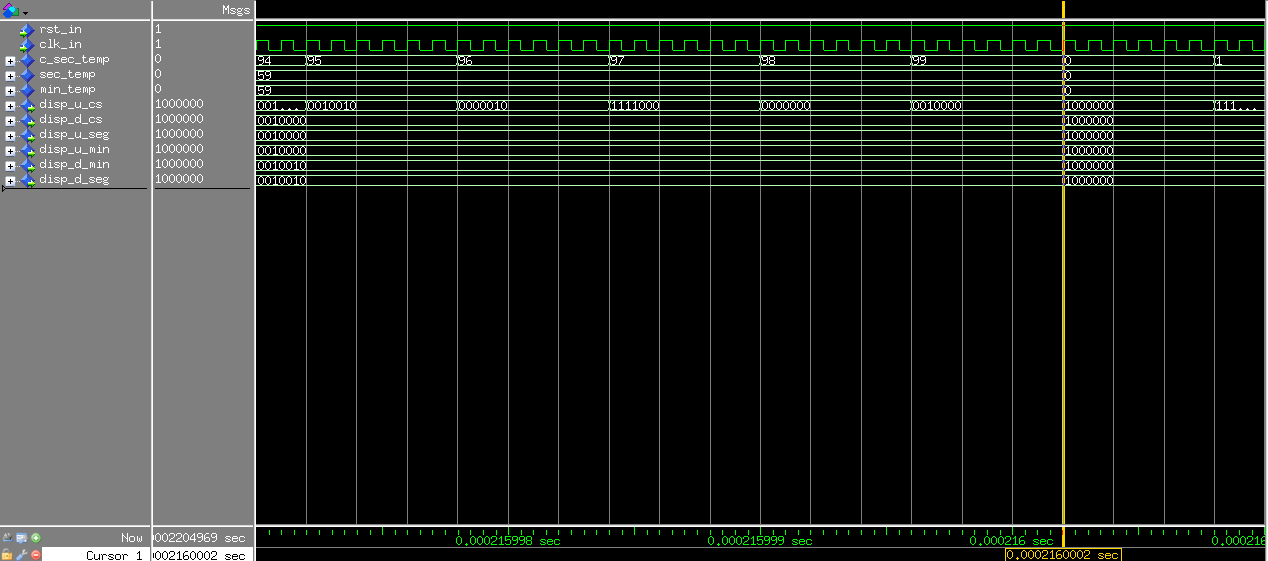 Msgs
rst_in 1
clk_in 1
c_sec_temp 0 94 95 96 97 98 99 0 1
sec_temp 0 59 0
min_temp 0 59 0
disp_u_cs 1000000 001... 0010010 0000010 1111000 0000000 0010000 1000000 111...
disp_d_cs 1000000 0010000 1000000
disp_u_seg 1000000 0010000 1000000
disp_u_min 1000000 0010000 1000000
disp_d_min 1000000 0010010 1000000
disp_d_seg 1000000 0010010 1000000
Now 0002204969 sec 0.000215998 sec 0.000215999 sec 0.000216 sec 0.000216
Cursor 1 0002160002 sec 0.0002160002 sec